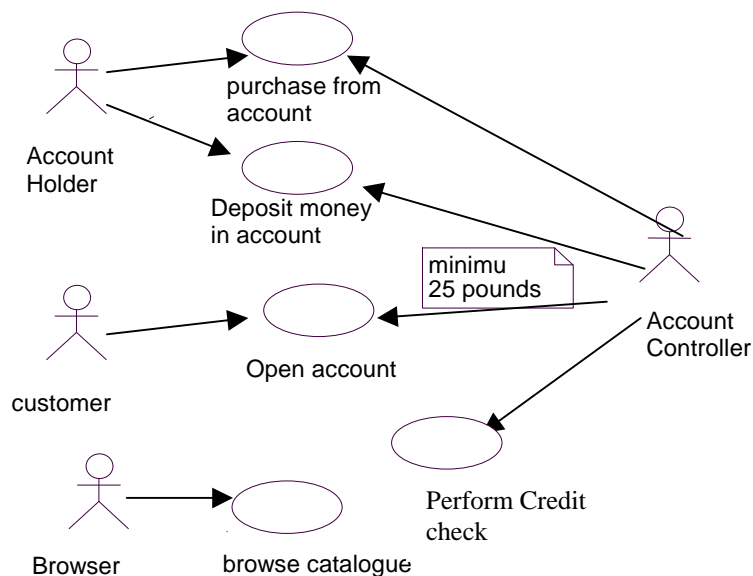 purchase from
account
Account
Holder
Deposit money
in account
minimu
25 pounds
Account
Controller
Open account
customer
Perform Credit
check
Browser
browse catalogue